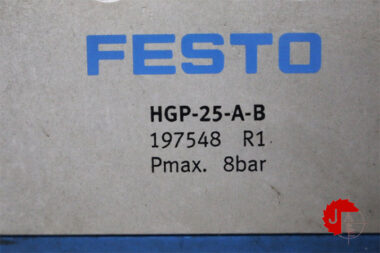 FESTO
HGP-25-A-B
197548 R1
Pmax. 8bar